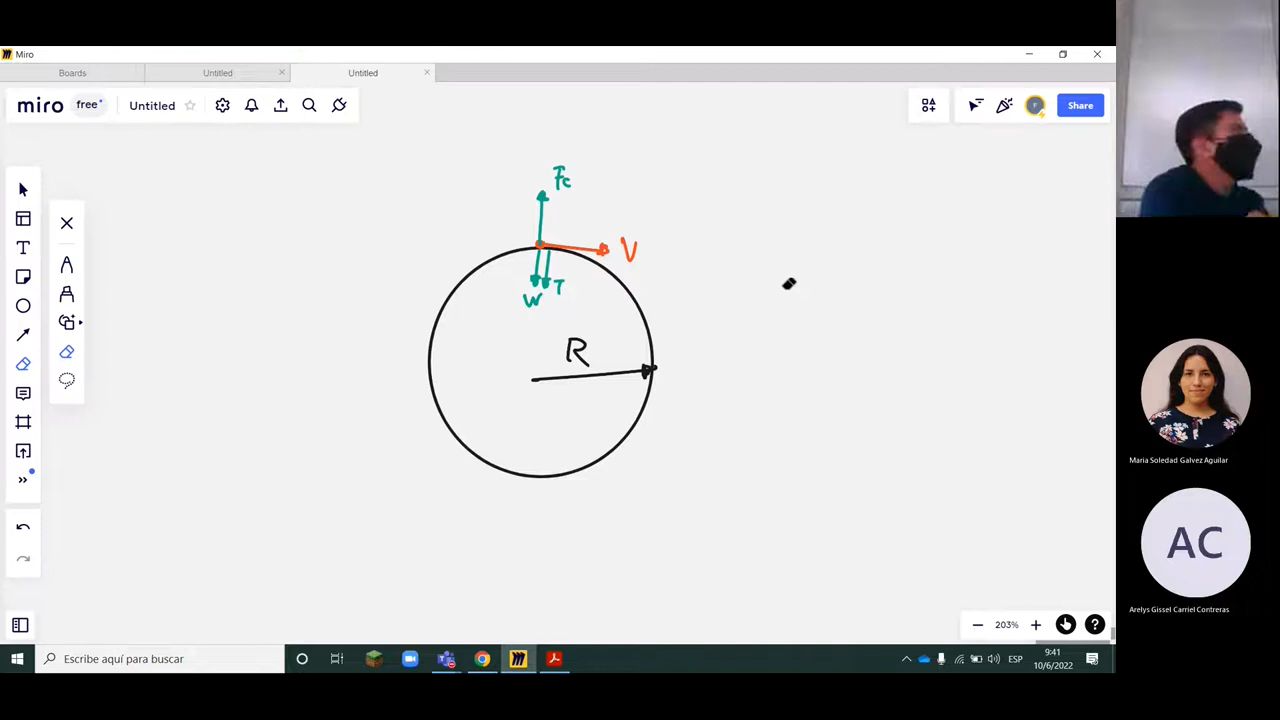 Miro
Boards
Untitled
Untitled
miro free Untitled
Share
Fc
V
W T
R
Maria Soledad Galvez Aguilar
AC
Arelys Gissel Carriel Contreras
203%
Escribe aquí para buscar
ESP
9:41
10/6/2022